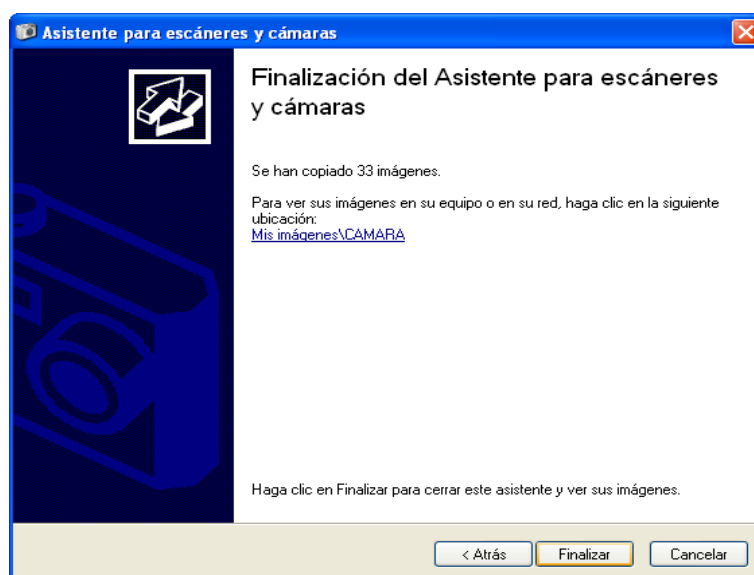 Asistente para escáneres y cámaras
Finalización del Asistente para escáneres
y cámaras
Se han copiado 33 imágenes.
Para ver sus imágenes en su equipo o en su red, haga clic en la siguiente
ubicación:
Mis imágenes\CAMARA
Haga clic en Finalizar para cerrar este asistente y ver sus imágenes.
< Atrás
Finalizar
Cancelar